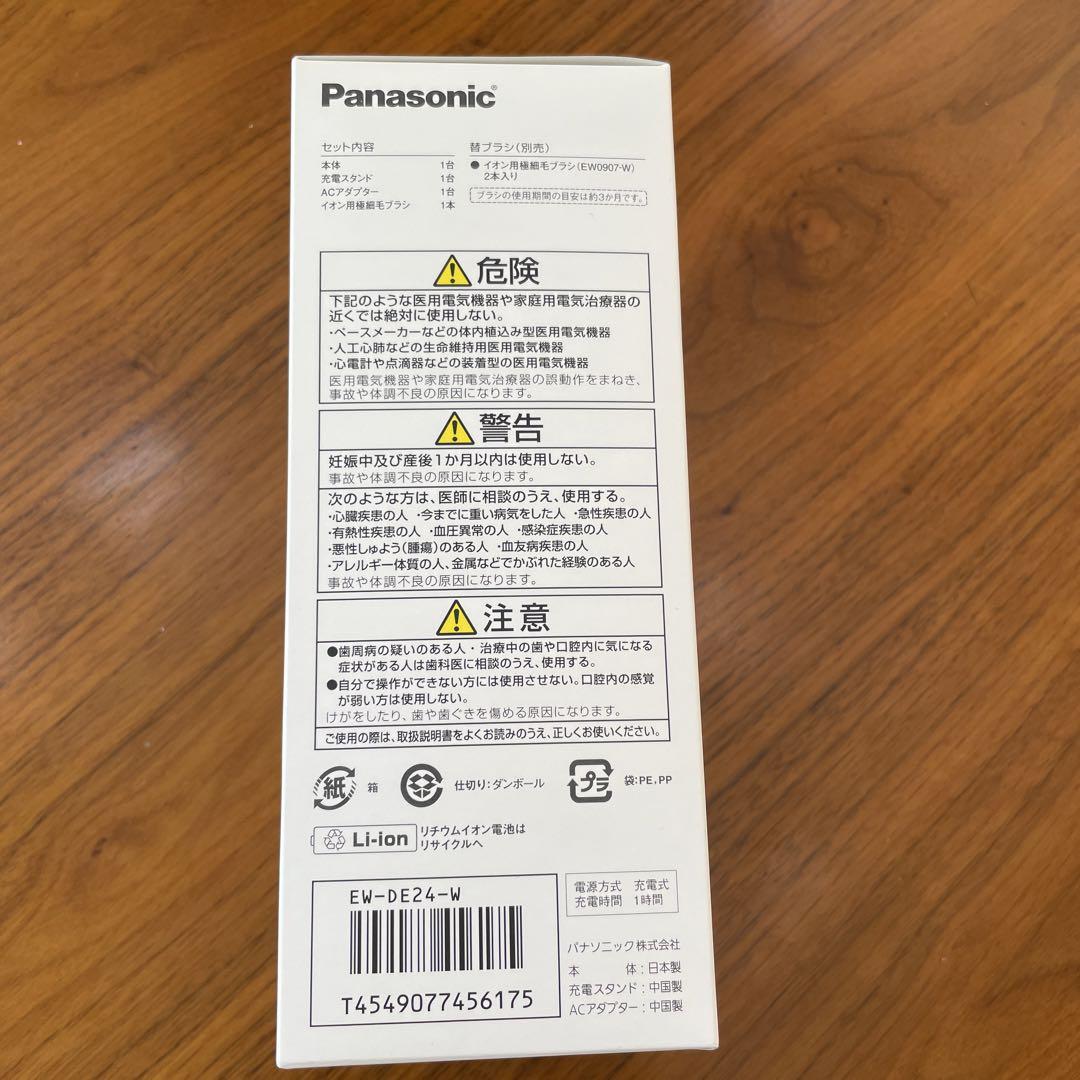 Panasonic®
セット内容
本体 1台
充電スタンド 1台
ACアダプター 1台
イオン用極細毛ブラシ 1本
替ブラシ(別売)
●イオン用極細毛ブラシ(EW0907-W)
2本入り
ブラシの使用期間の目安は約3か月です。
危険
下記のような医用電気機器や家庭用電気治療器の
近くでは絶対に使用しない。
・ペースメーカーなどの体内植込み型医用電気機器
・人工心肺などの生命維持用医用電気機器
・心電計や点滴器などの装着型の医用電気機器
医用電気機器や家庭用電気治療器の誤動作をまねき、
事故や体調不良の原因になります。
警告
妊娠中及び産後1か月以内は使用しない。
事故や体調不良の原因になります。
次のような方は、医師に相談のうえ、使用する。
・心臓疾患の人 ・今までに重い病気をした人 ・急性疾患の人
・有熱性疾患の人 ・血圧異常の人 ・感染症疾患の人
・悪性しゅよう(腫瘍)のある人 ・血友病疾患の人
・アレルギー体質の人、金属などでかぶれた経験のある人
事故や体調不良の原因になります。
注意
●歯周病の疑いのある人・治療中の歯や口腔内に気になる
症状がある人は歯科医に相談のうえ、使用する。
●自分で操作ができない方には使用させない。口腔内の感覚
が弱い方は使用しない。
けがをしたり、歯や歯ぐきを傷める原因になります。
ご使用の際は、取扱説明書をよくお読みのうえ、正しくお使いください。
紙 箱 仕切り:ダンボール プラ 袋:PE,PP
Li-ion リチウムイオン電池は
リサイクルへ
EW-DE24-W
T4549077456175
電源方式 充電式
充電時間 1時間
パナソニック株式会社
本 体:日本製
充電スタンド:中国製
ACアダプター:中国製